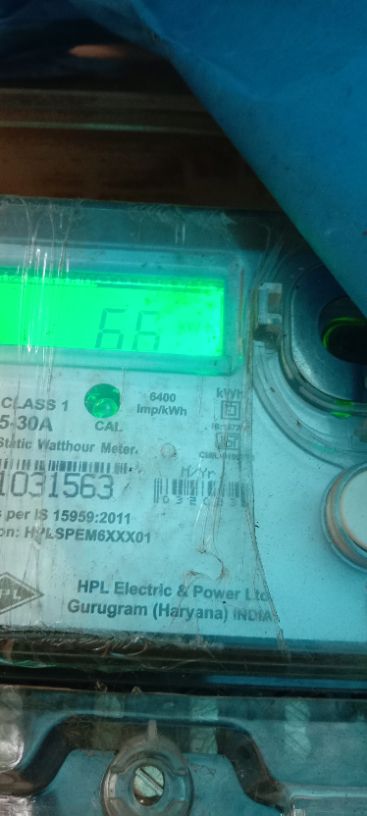 66
CLASS 1
5-30A
CAL
6400
Imp/kWh
kWh
Static Watthour Meter.
1031563
M/Yr
s per IS 15959:2011
on: HPLSPEM6XXX01
HPL Electric & Power Ltd
Gurugram (Haryana) INDIA